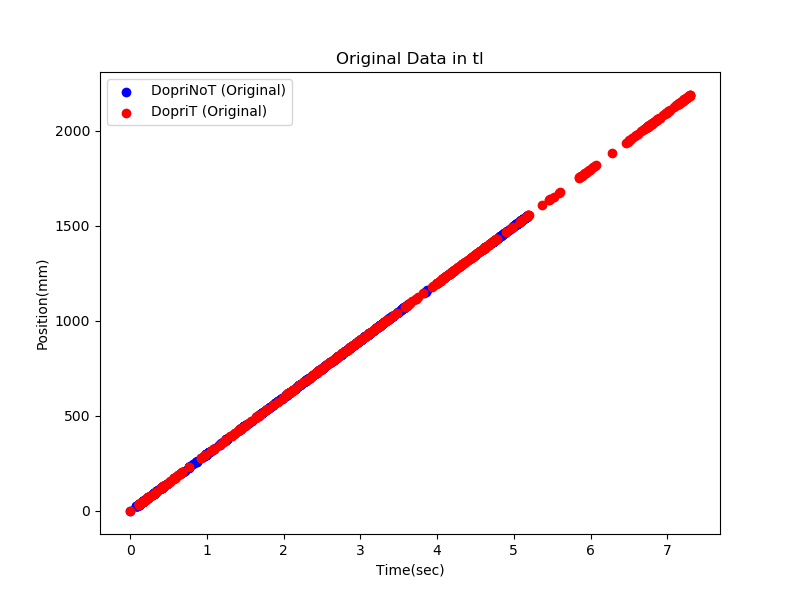 Original Data in tl
DopriNoT (Original)
DopriT (Original)
2000
1500
1000
500
0
Position(mm)
0 1 2 3 4 5 6 7
Time(sec)